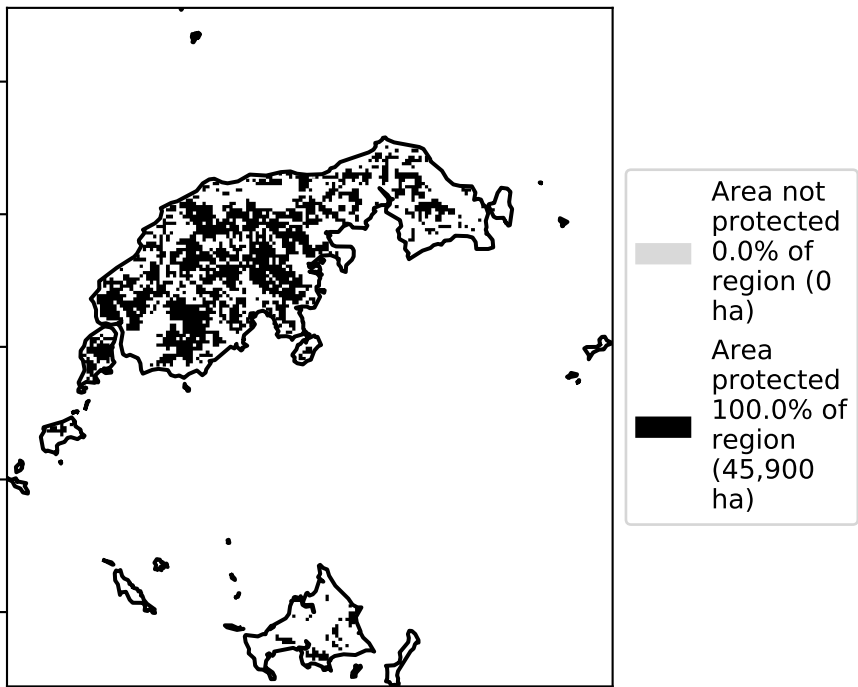 Area not
protected
0.0% of
region (0
ha)
Area
protected
100.0% of
region
(45,900
ha)